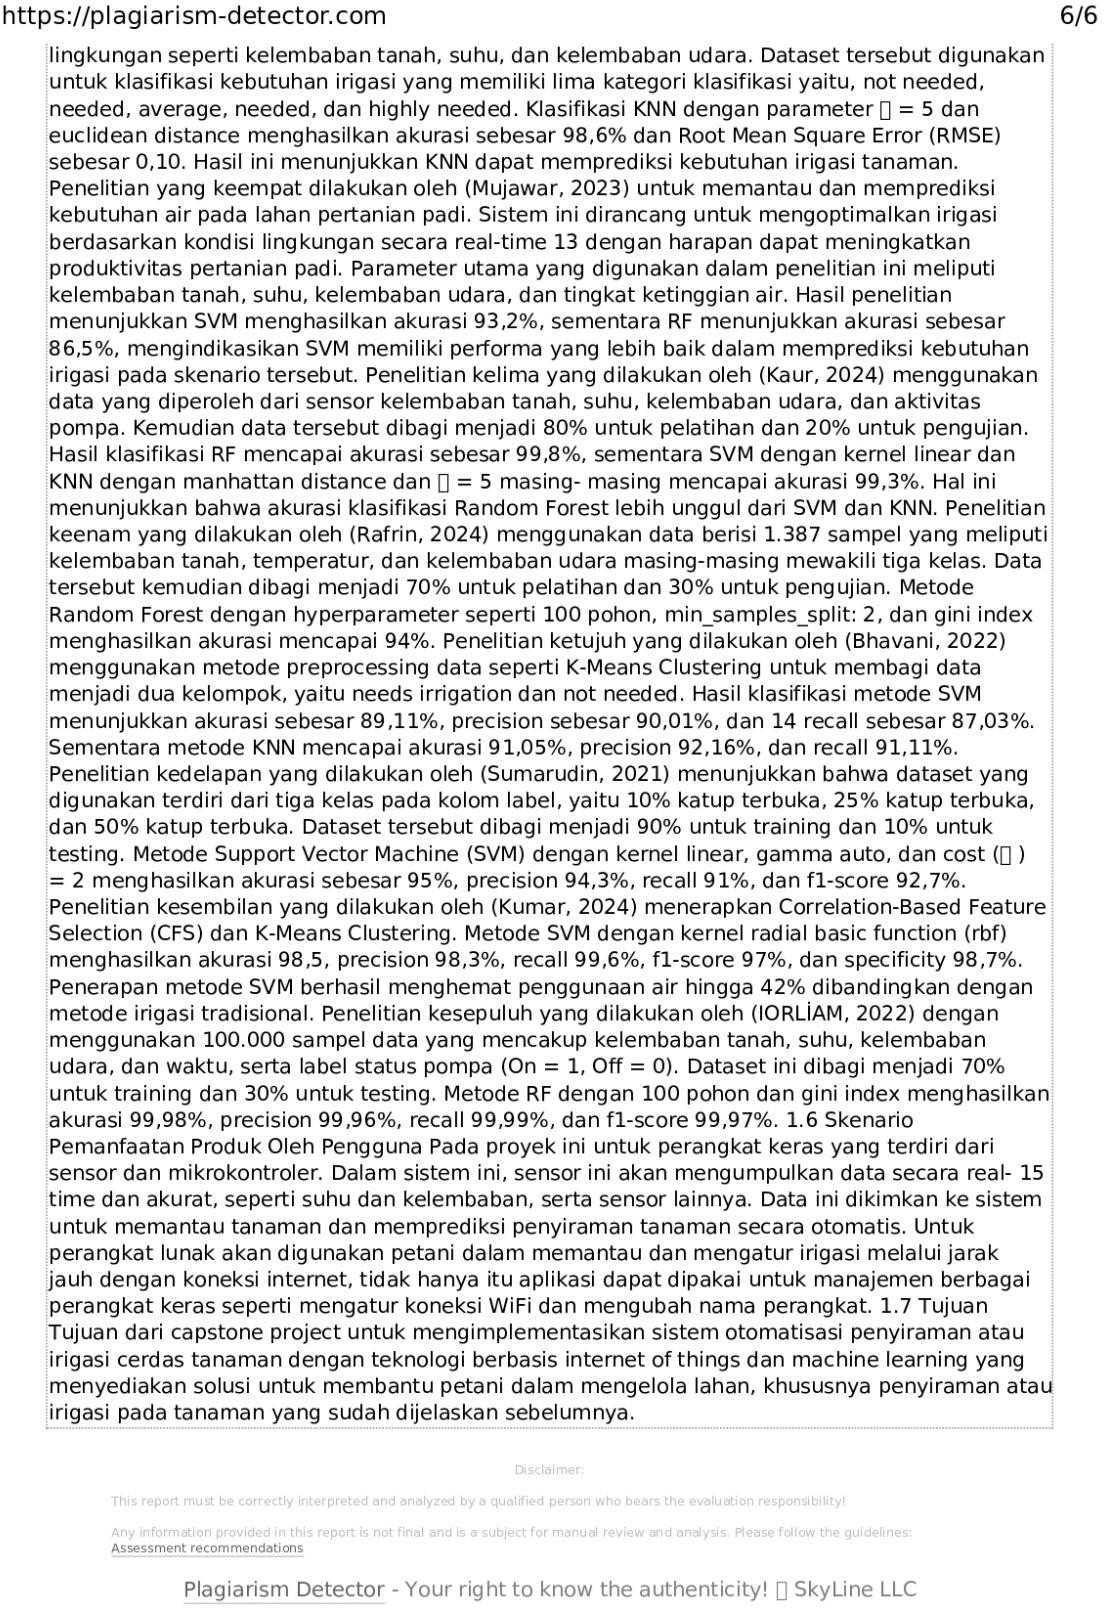 https://plagiarism-detector.com 6/6
lingkungan seperti kelembaban tanah, suhu, dan kelembaban udara. Dataset tersebut digunakan
untuk klasifikasi kebutuhan irigasi yang memiliki lima kategori klasifikasi yaitu, not needed,
needed, average, needed, dan highly needed. Klasifikasi KNN dengan parameter ▯ = 5 dan
euclidean distance menghasilkan akurasi sebesar 98,6% dan Root Mean Square Error (RMSE)
sebesar 0,10. Hasil ini menunjukkan KNN dapat memprediksi kebutuhan irigasi tanaman.
Penelitian yang keempat dilakukan oleh (Mujawar, 2023) untuk memantau dan memprediksi
kebutuhan air pada lahan pertanian padi. Sistem ini dirancang untuk mengoptimalkan irigasi
berdasarkan kondisi lingkungan secara real-time 13 dengan harapan dapat meningkatkan
produktivitas pertanian padi. Parameter utama yang digunakan dalam penelitian ini meliputi
kelembaban tanah, suhu, kelembaban udara, dan tingkat ketinggian air. Hasil penelitian
menunjukkan SVM menghasilkan akurasi 93,2%, sementara RF menunjukkan akurasi sebesar
86,5%, mengindikasikan SVM memiliki performa yang lebih baik dalam memprediksi kebutuhan
irigasi pada skenario tersebut. Penelitian kelima yang dilakukan oleh (Kaur, 2024) menggunakan
data yang diperoleh dari sensor kelembaban tanah, suhu, kelembaban udara, dan aktivitas
pompa. Kemudian data tersebut dibagi menjadi 80% untuk pelatihan dan 20% untuk pengujian.
Hasil klasifikasi RF mencapai akurasi sebesar 99,8%, sementara SVM dengan kernel linear dan
KNN dengan manhattan distance dan ▯ = 5 masing- masing mencapai akurasi 99,3%. Hal ini
menunjukkan bahwa akurasi klasifikasi Random Forest lebih unggul dari SVM dan KNN. Penelitian
keenam yang dilakukan oleh (Rafrin, 2024) menggunakan data berisi 1.387 sampel yang meliputi
kelembaban tanah, temperatur, dan kelembaban udara masing-masing mewakili tiga kelas. Data
tersebut kemudian dibagi menjadi 70% untuk pelatihan dan 30% untuk pengujian. Metode
Random Forest dengan hyperparameter seperti 100 pohon, min_samples_split: 2, dan gini index
menghasilkan akurasi mencapai 94%. Penelitian ketujuh yang dilakukan oleh (Bhavani, 2022)
menggunakan metode preprocessing data seperti K-Means Clustering untuk membagi data
menjadi dua kelompok, yaitu needs irrigation dan not needed. Hasil klasifikasi metode SVM
menunjukkan akurasi sebesar 89,11%, precision sebesar 90,01%, dan 14 recall sebesar 87,03%.
Sementara metode KNN mencapai akurasi 91,05%, precision 92,16%, dan recall 91,11%.
Penelitian kedelapan yang dilakukan oleh (Sumarudin, 2021) menunjukkan bahwa dataset yang
digunakan terdiri dari tiga kelas pada kolom label, yaitu 10% katup terbuka, 25% katup terbuka,
dan 50% katup terbuka. Dataset tersebut dibagi menjadi 90% untuk training dan 10% untuk
testing. Metode Support Vector Machine (SVM) dengan kernel linear, gamma auto, dan cost (▯ )
= 2 menghasilkan akurasi sebesar 95%, precision 94,3%, recall 91%, dan f1-score 92,7%.
Penelitian kesembilan yang dilakukan oleh (Kumar, 2024) menerapkan Correlation-Based Feature
Selection (CFS) dan K-Means Clustering. Metode SVM dengan kernel radial basic function (rbf)
menghasilkan akurasi 98,5, precision 98,3%, recall 99,6%, f1-score 97%, dan specificity 98,7%.
Penerapan metode SVM berhasil menghemat penggunaan air hingga 42% dibandingkan dengan
metode irigasi tradisional. Penelitian kesepuluh yang dilakukan oleh (IORLİAM, 2022) dengan
menggunakan 100.000 sampel data yang mencakup kelembaban tanah, suhu, kelembaban
udara, dan waktu, serta label status pompa (On = 1, Off = 0). Dataset ini dibagi menjadi 70%
untuk training dan 30% untuk testing. Metode RF dengan 100 pohon dan gini index menghasilkan
akurasi 99,98%, precision 99,96%, recall 99,99%, dan f1-score 99,97%. 1.6 Skenario
Pemanfaatan Produk Oleh Pengguna Pada proyek ini untuk perangkat keras yang terdiri dari
sensor dan mikrokontroler. Dalam sistem ini, sensor ini akan mengumpulkan data secara real- 15
time dan akurat, seperti suhu dan kelembaban, serta sensor lainnya. Data ini dikimkan ke sistem
untuk memantau tanaman dan memprediksi penyiraman tanaman secara otomatis. Untuk
perangkat lunak akan digunakan petani dalam memantau dan mengatur irigasi melalui jarak
jauh dengan koneksi internet, tidak hanya itu aplikasi dapat dipakai untuk manajemen berbagai
perangkat keras seperti mengatur koneksi WiFi dan mengubah nama perangkat. 1.7 Tujuan
Tujuan dari capstone project untuk mengimplementasikan sistem otomatisasi penyiraman atau
irigasi cerdas tanaman dengan teknologi berbasis internet of things dan machine learning yang
menyediakan solusi untuk membantu petani dalam mengelola lahan, khususnya penyiraman atau
irigasi pada tanaman yang sudah dijelaskan sebelumnya.
Disclaimer:
This report must be correctly interpreted and analyzed by a qualified person who bears the evaluation responsibility!
Any information provided in this report is not final and is a subject for manual review and analysis. Please follow the guidelines:
Assessment recommendations
Plagiarism Detector - Your right to know the authenticity! ▯ SkyLine LLC